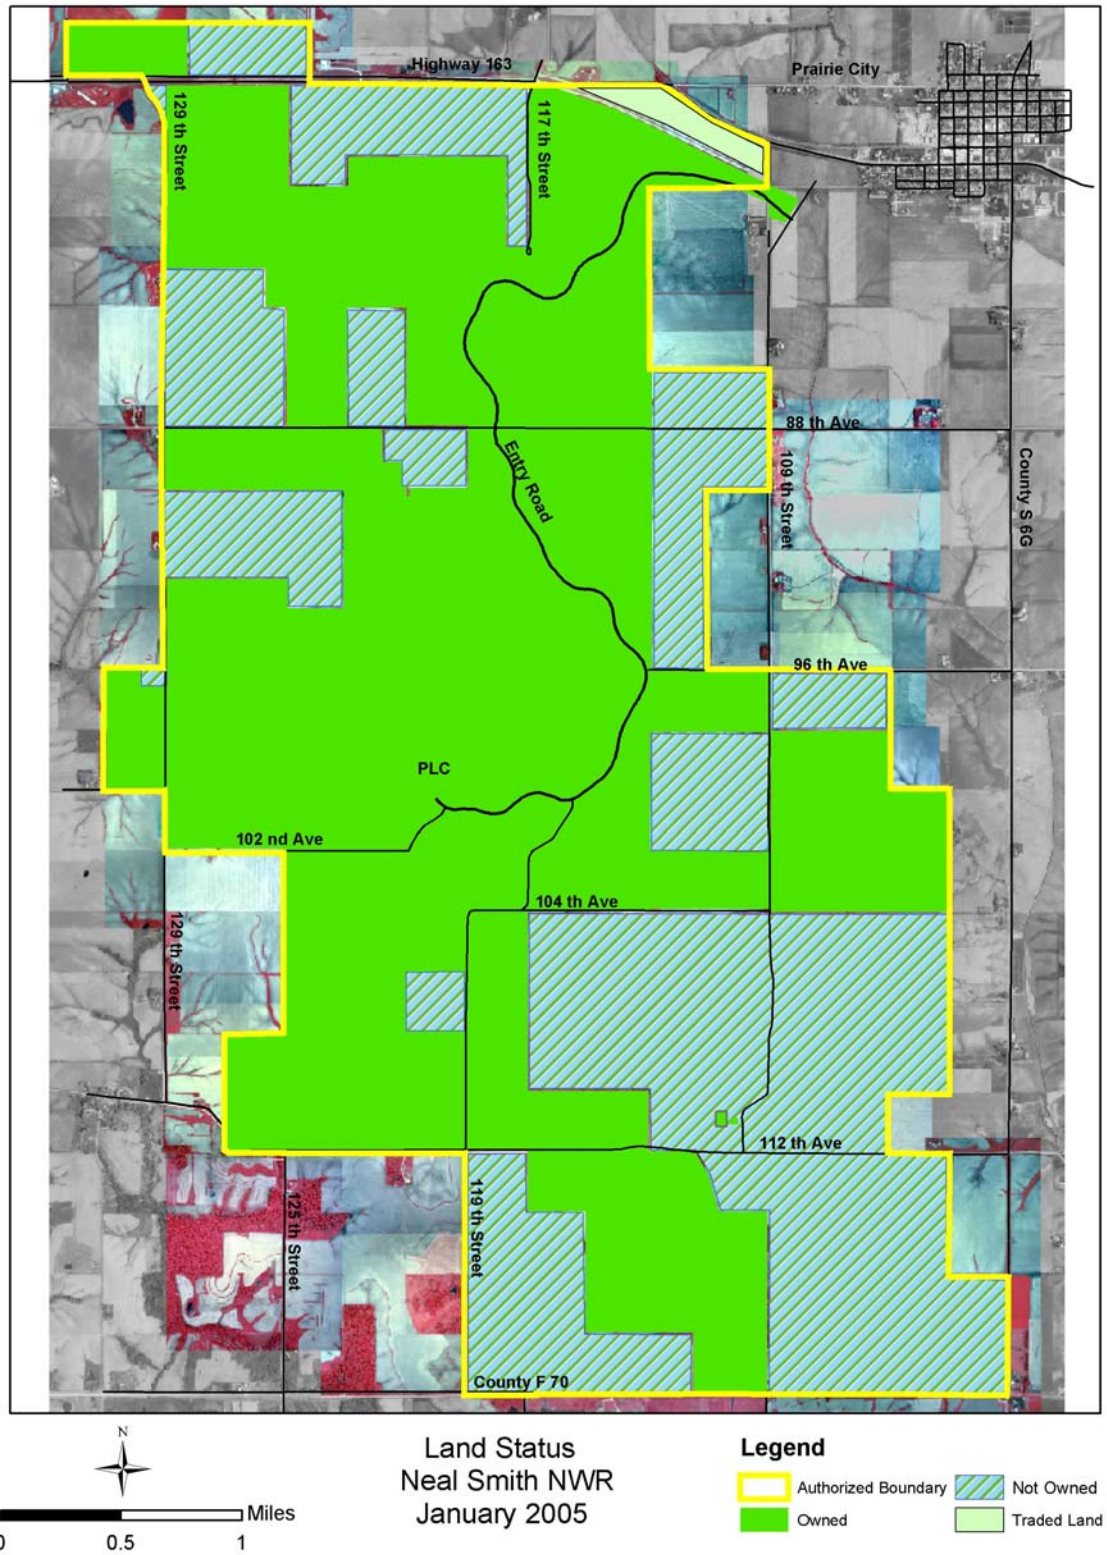 Highway 163
Prairie City
129 th Street
117 th Street
88 th Ave
109 th Street
County S 6G
Entry Road
96 th Ave
PLC
102 nd Ave
104 th Ave
129 th Street
112 th Ave
119 th Street
125 th Street
County F 70
N
Miles
0 0.5 1
Land Status
Neal Smith NWR
January 2005
Legend
Authorized Boundary
Not Owned
Owned
Traded Land